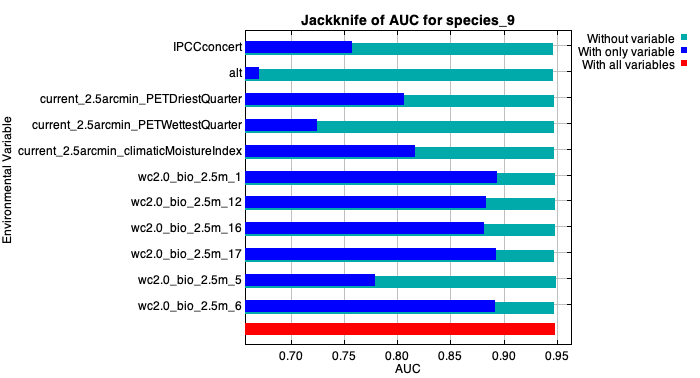 Jackknife of AUC for species_9
Without variable
With only variable
With all variables
Environmental Variable
IPCCconcert
alt
current_2.5arcmin_PETDriestQuarter
current_2.5arcmin_PETWettestQuarter
current_2.5arcmin_climaticMoistureIndex
wc2.0_bio_2.5m_1
wc2.0_bio_2.5m_12
wc2.0_bio_2.5m_16
wc2.0_bio_2.5m_17
wc2.0_bio_2.5m_5
wc2.0_bio_2.5m_6
0.70 0.75 0.80 0.85 0.90 0.95
AUC